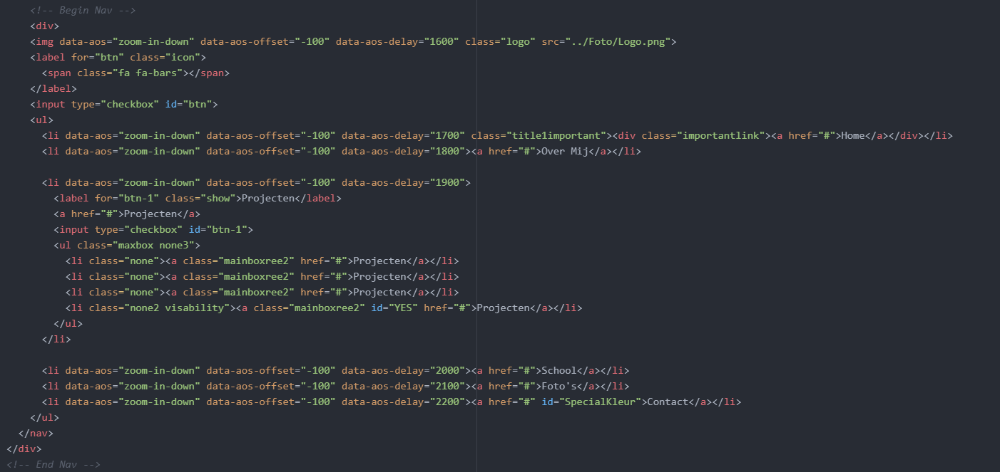 <!-- Begin Nav -->
<div>
<img data-aos="zoom-in-down" data-aos-offset="-100" data-aos-delay="1600" class="logo" src="../Foto/Logo.png">
<label for="btn" class="icon">
<span class="fa fa-bars"></span>
</label>
<input type="checkbox" id="btn">
<ul>
<li data-aos="zoom-in-down" data-aos-offset="-100" data-aos-delay="1700" class="title1important"><div class="importantlink"><a href="#">Home</a></div></li>
<li data-aos="zoom-in-down" data-aos-offset="-100" data-aos-delay="1800"><a href="#">Over Mij</a></li>
<li data-aos="zoom-in-down" data-aos-offset="-100" data-aos-delay="1900">
<label for="btn-1" class="show">Projecten</label>
<a href="#">Projecten</a>
<input type="checkbox" id="btn-1">
<ul class="maxbox none3">
<li class="none"><a class="mainboxree2" href="#">Projecten</a></li>
<li class="none"><a class="mainboxree2" href="#">Projecten</a></li>
<li class="none"><a class="mainboxree2" href="#">Projecten</a></li>
<li class="none2 visability"><a class="mainboxree2" id="YES" href="#">Projecten</a></li>
</ul>
</li>
<li data-aos="zoom-in-down" data-aos-offset="-100" data-aos-delay="2000"><a href="#">School</a></li>
<li data-aos="zoom-in-down" data-aos-offset="-100" data-aos-delay="2100"><a href="#">Foto's</a></li>
<li data-aos="zoom-in-down" data-aos-offset="-100" data-aos-delay="2200"><a href="#" id="SpecialKleur">Contact</a></li>
</ul>
</nav>
</div>
<!-- End Nav -->